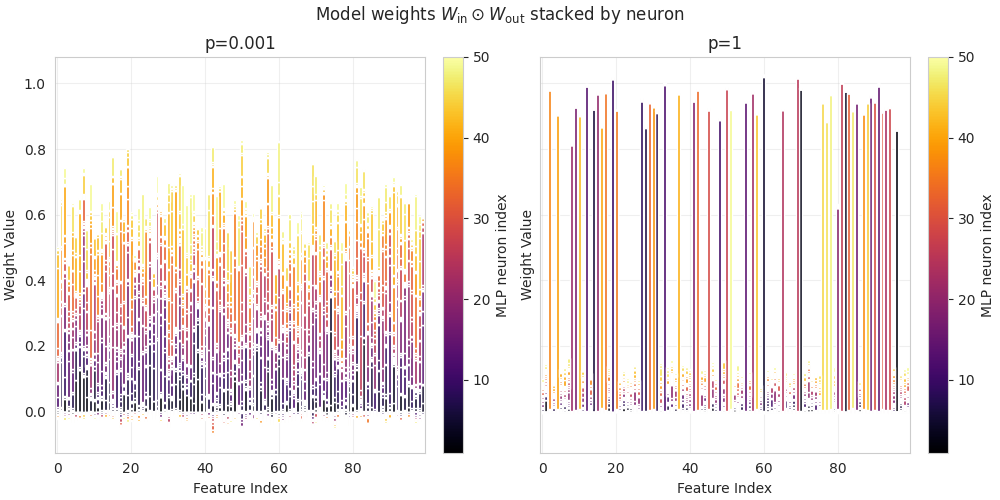 Model weights W_in ⊙ W_out stacked by neuron
p=0.001
p=1
1.0
0.8
0.6
0.4
0.2
0.0
Weight Value
0 20 40 60 80
Feature Index
50
40
30
20
10
MLP neuron index
Weight Value
0 20 40 60 80
Feature Index
50
40
30
20
10
MLP neuron index